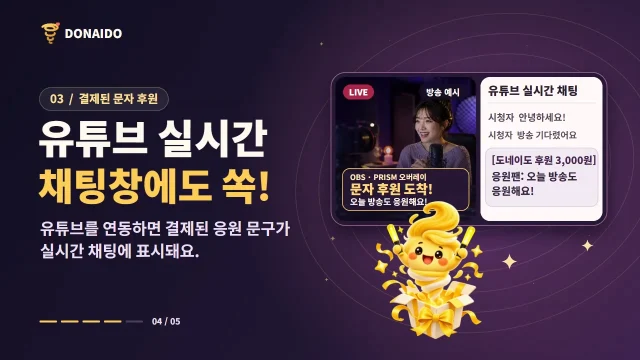 DONAIDO
03 / 결제된 문자 후원
유튜브 실시간
채팅창에도 쏙!
유튜브를 연동하면 결제된 응원 문구가
실시간 채팅에 표시돼요.
04 / 05
LIVE
방송 예시
OBS · PRISM 오버레이
문자 후원 도착!
오늘 방송도 응원해요!
유튜브 실시간 채팅
시청자 안녕하세요!
시청자 방송 기다렸어요
[도네이도 후원 3,000원]
응원팬: 오늘 방송도
응원해요!